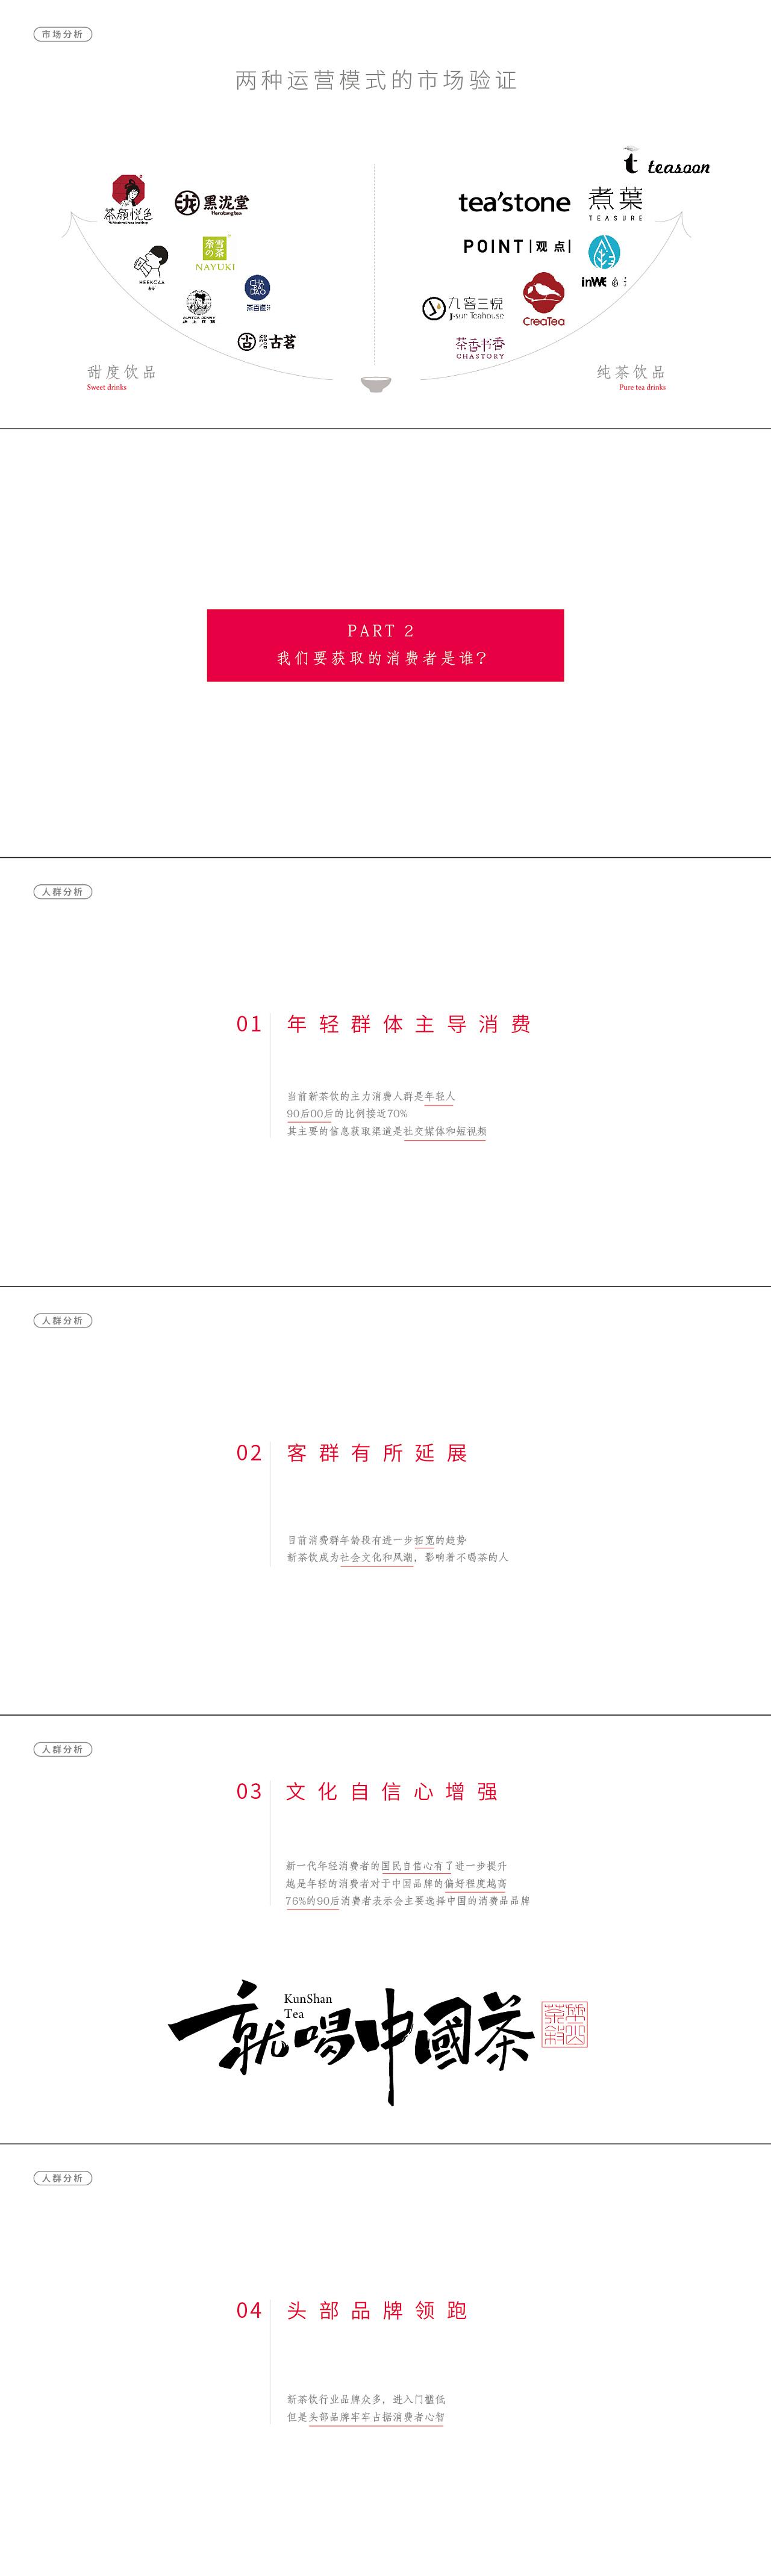 市场分析
两种运营模式的市场验证
茶颜悦色
黑泷堂
Herotangtea
奈雪の茶
NAYUKI
HEEKCAA
CHA
BAI
DAO
茶百道
古茗
甜度饮品
Sweet drinks
t teasoon
tea'stone
煮葉
TEASURE
POINT 观点
inWE
九客三悦
J-sur Teahouse
CreaTea
茶香书香
CHASTORY
纯茶饮品
Pure tea drinks
PART 2
我们要获取的消费者是谁?
人群分析
01 年轻群体主导消费
当前新茶饮的主力消费人群是年轻人
90后00后的比例接近70%
其主要的信息获取渠道是社交媒体和短视频
人群分析
02 客群有所延展
目前消费群年龄段有进一步拓宽的趋势
新茶饮成为社会文化和风潮，影响着不喝茶的人
人群分析
03 文化自信心增强
新一代年轻消费者的国民自信心有了进一步提升
越是年轻的消费者对于中国品牌的偏好程度越高
76%的90后消费者表示会主要选择中国的消费品品牌
KunShan
Tea
就喝中國茶
人群分析
04 头部品牌领跑
新茶饮行业品牌众多，进入门槛低
但是头部品牌牢牢占据消费者心智